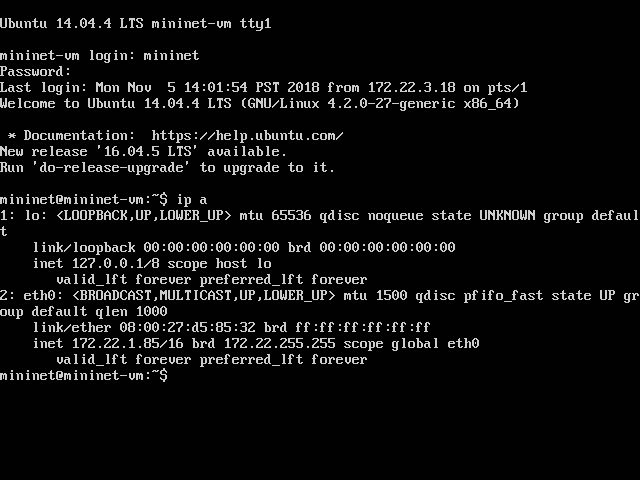 Ubuntu 14.04.4 LTS mininet-vm tty1
mininet-vm login: mininet
Password:
Last login: Mon Nov  5 14:01:54 PST 2018 from 172.22.3.18 on pts/1
Welcome to Ubuntu 14.04.4 LTS (GNU/Linux 4.2.0-27-generic x86_64)
 * Documentation:  https://help.ubuntu.com/
New release '16.04.5 LTS' available.
Run 'do-release-upgrade' to upgrade to it.
mininet@mininet-vm:~$ ip a
1: lo: <LOOPBACK,UP,LOWER_UP> mtu 65536 qdisc noqueue state UNKNOWN group defaul
t
    link/loopback 00:00:00:00:00:00 brd 00:00:00:00:00:00
    inet 127.0.0.1/8 scope host lo
       valid_lft forever preferred_lft forever
2: eth0: <BROADCAST,MULTICAST,UP,LOWER_UP> mtu 1500 qdisc pfifo_fast state UP gr
oup default qlen 1000
    link/ether 08:00:27:d5:85:32 brd ff:ff:ff:ff:ff:ff
    inet 172.22.1.85/16 brd 172.22.255.255 scope global eth0
       valid_lft forever preferred_lft forever
mininet@mininet-vm:~$